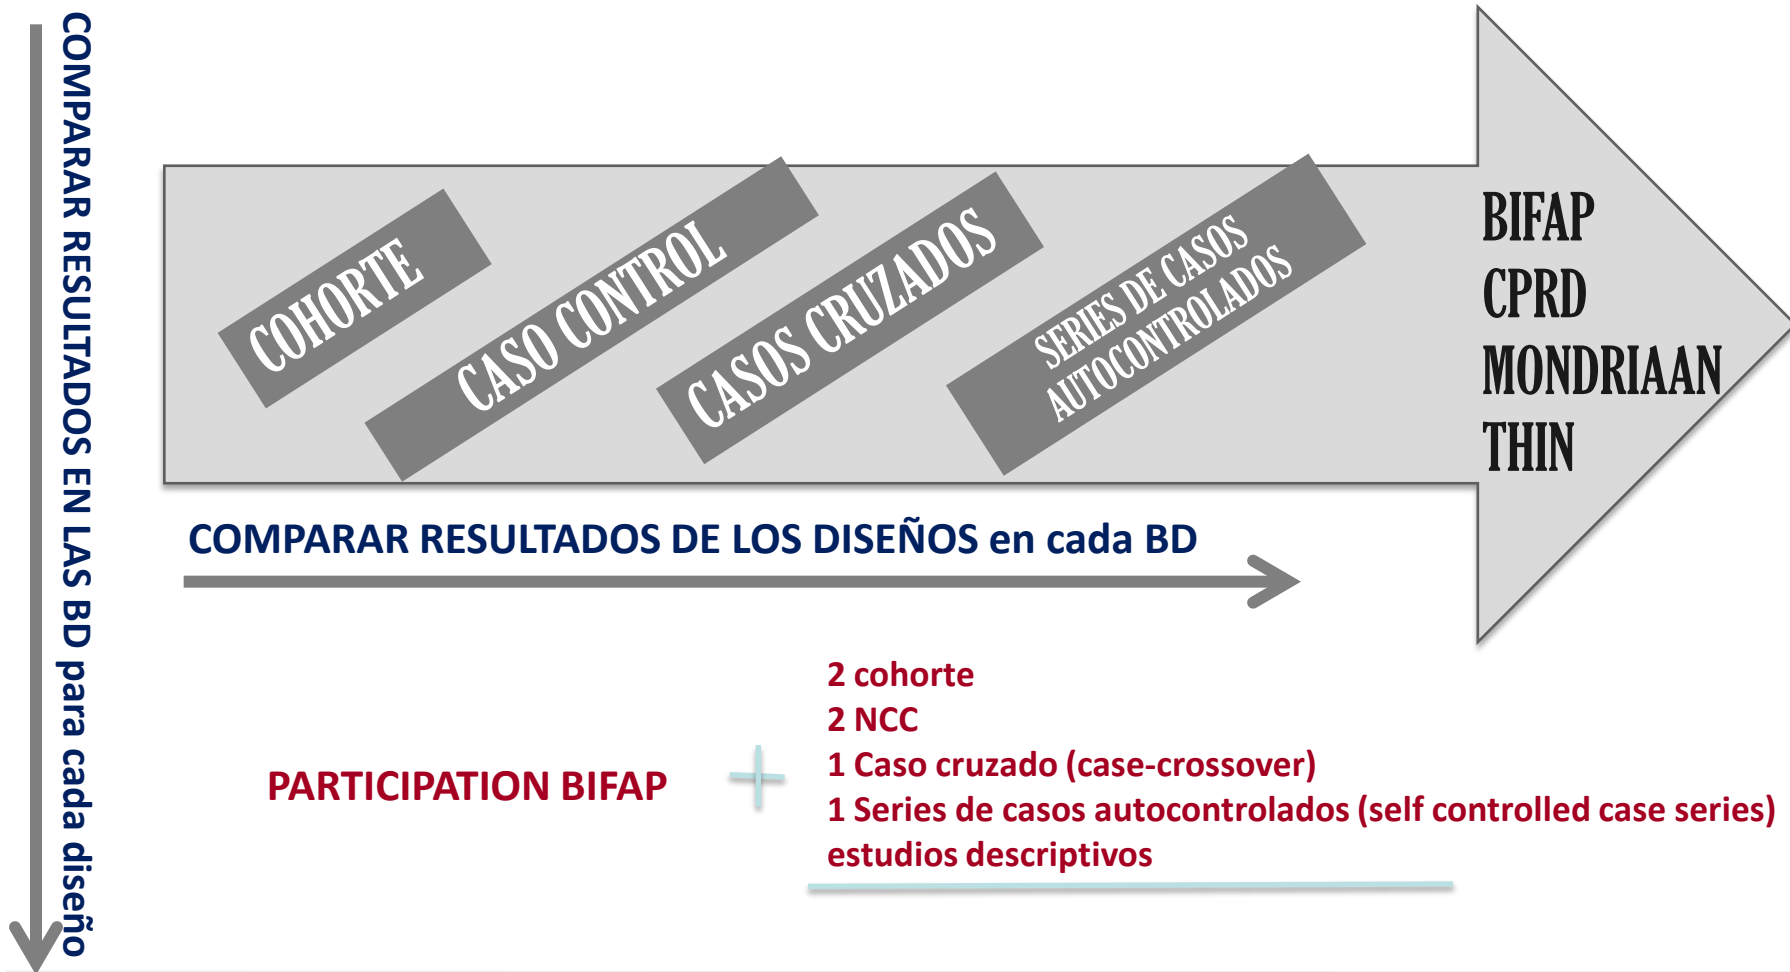 COMPARAR RESULTADOS EN LAS BD para cada diseño
COHORTE
CASO CONTROL
CASOS CRUZADOS
SERIES DE CASOS
AUTOCONTROLADOS
BIFAP
CPRD
MONDRIAAN
THIN
COMPARAR RESULTADOS DE LOS DISEÑOS en cada BD
PARTICIPATION BIFAP
2 cohorte
2 NCC
1 Caso cruzado (case-crossover)
1 Series de casos autocontrolados (self controlled case series)
estudios descriptivos